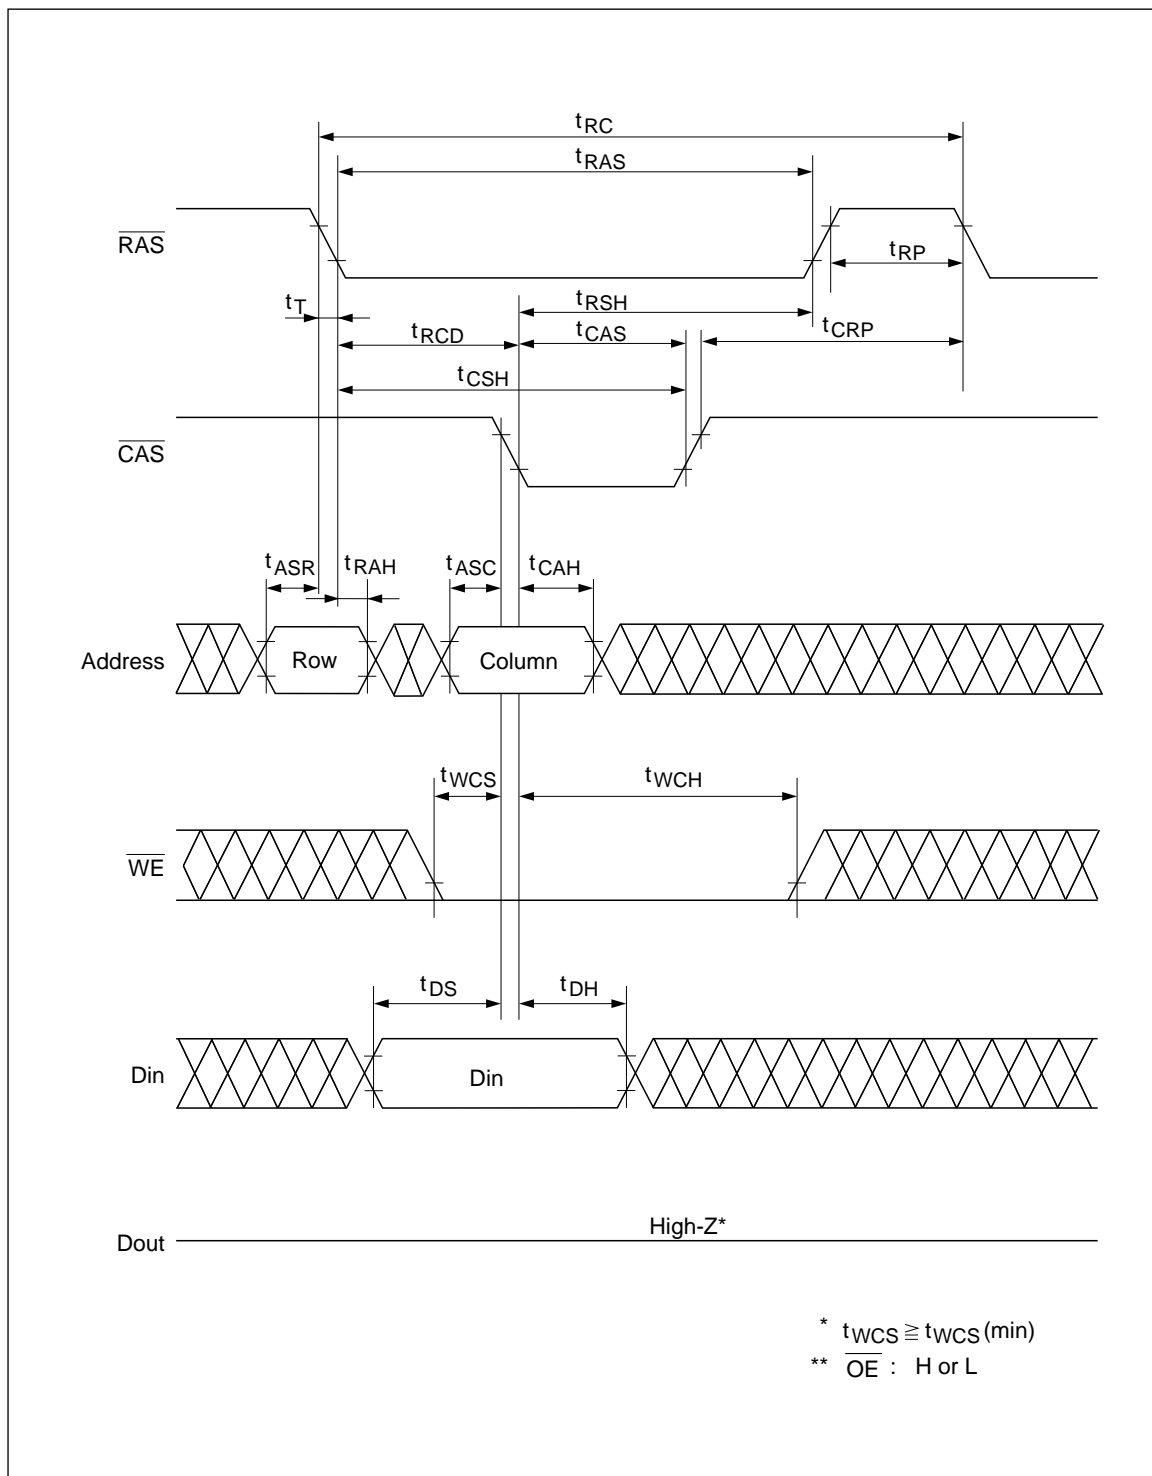 tRC
tRAS
RAS
tRP
tT
tRSH
tRCD
tCAS
tCRP
tCSH
CAS
tASR
tRAH
tASC
tCAH
Address
Row
Column
tWCS
tWCH
WE
tDS
tDH
Din
Din
High-Z*
Dout
* tWCS ≧ tWCS (min)
** OE : H or L